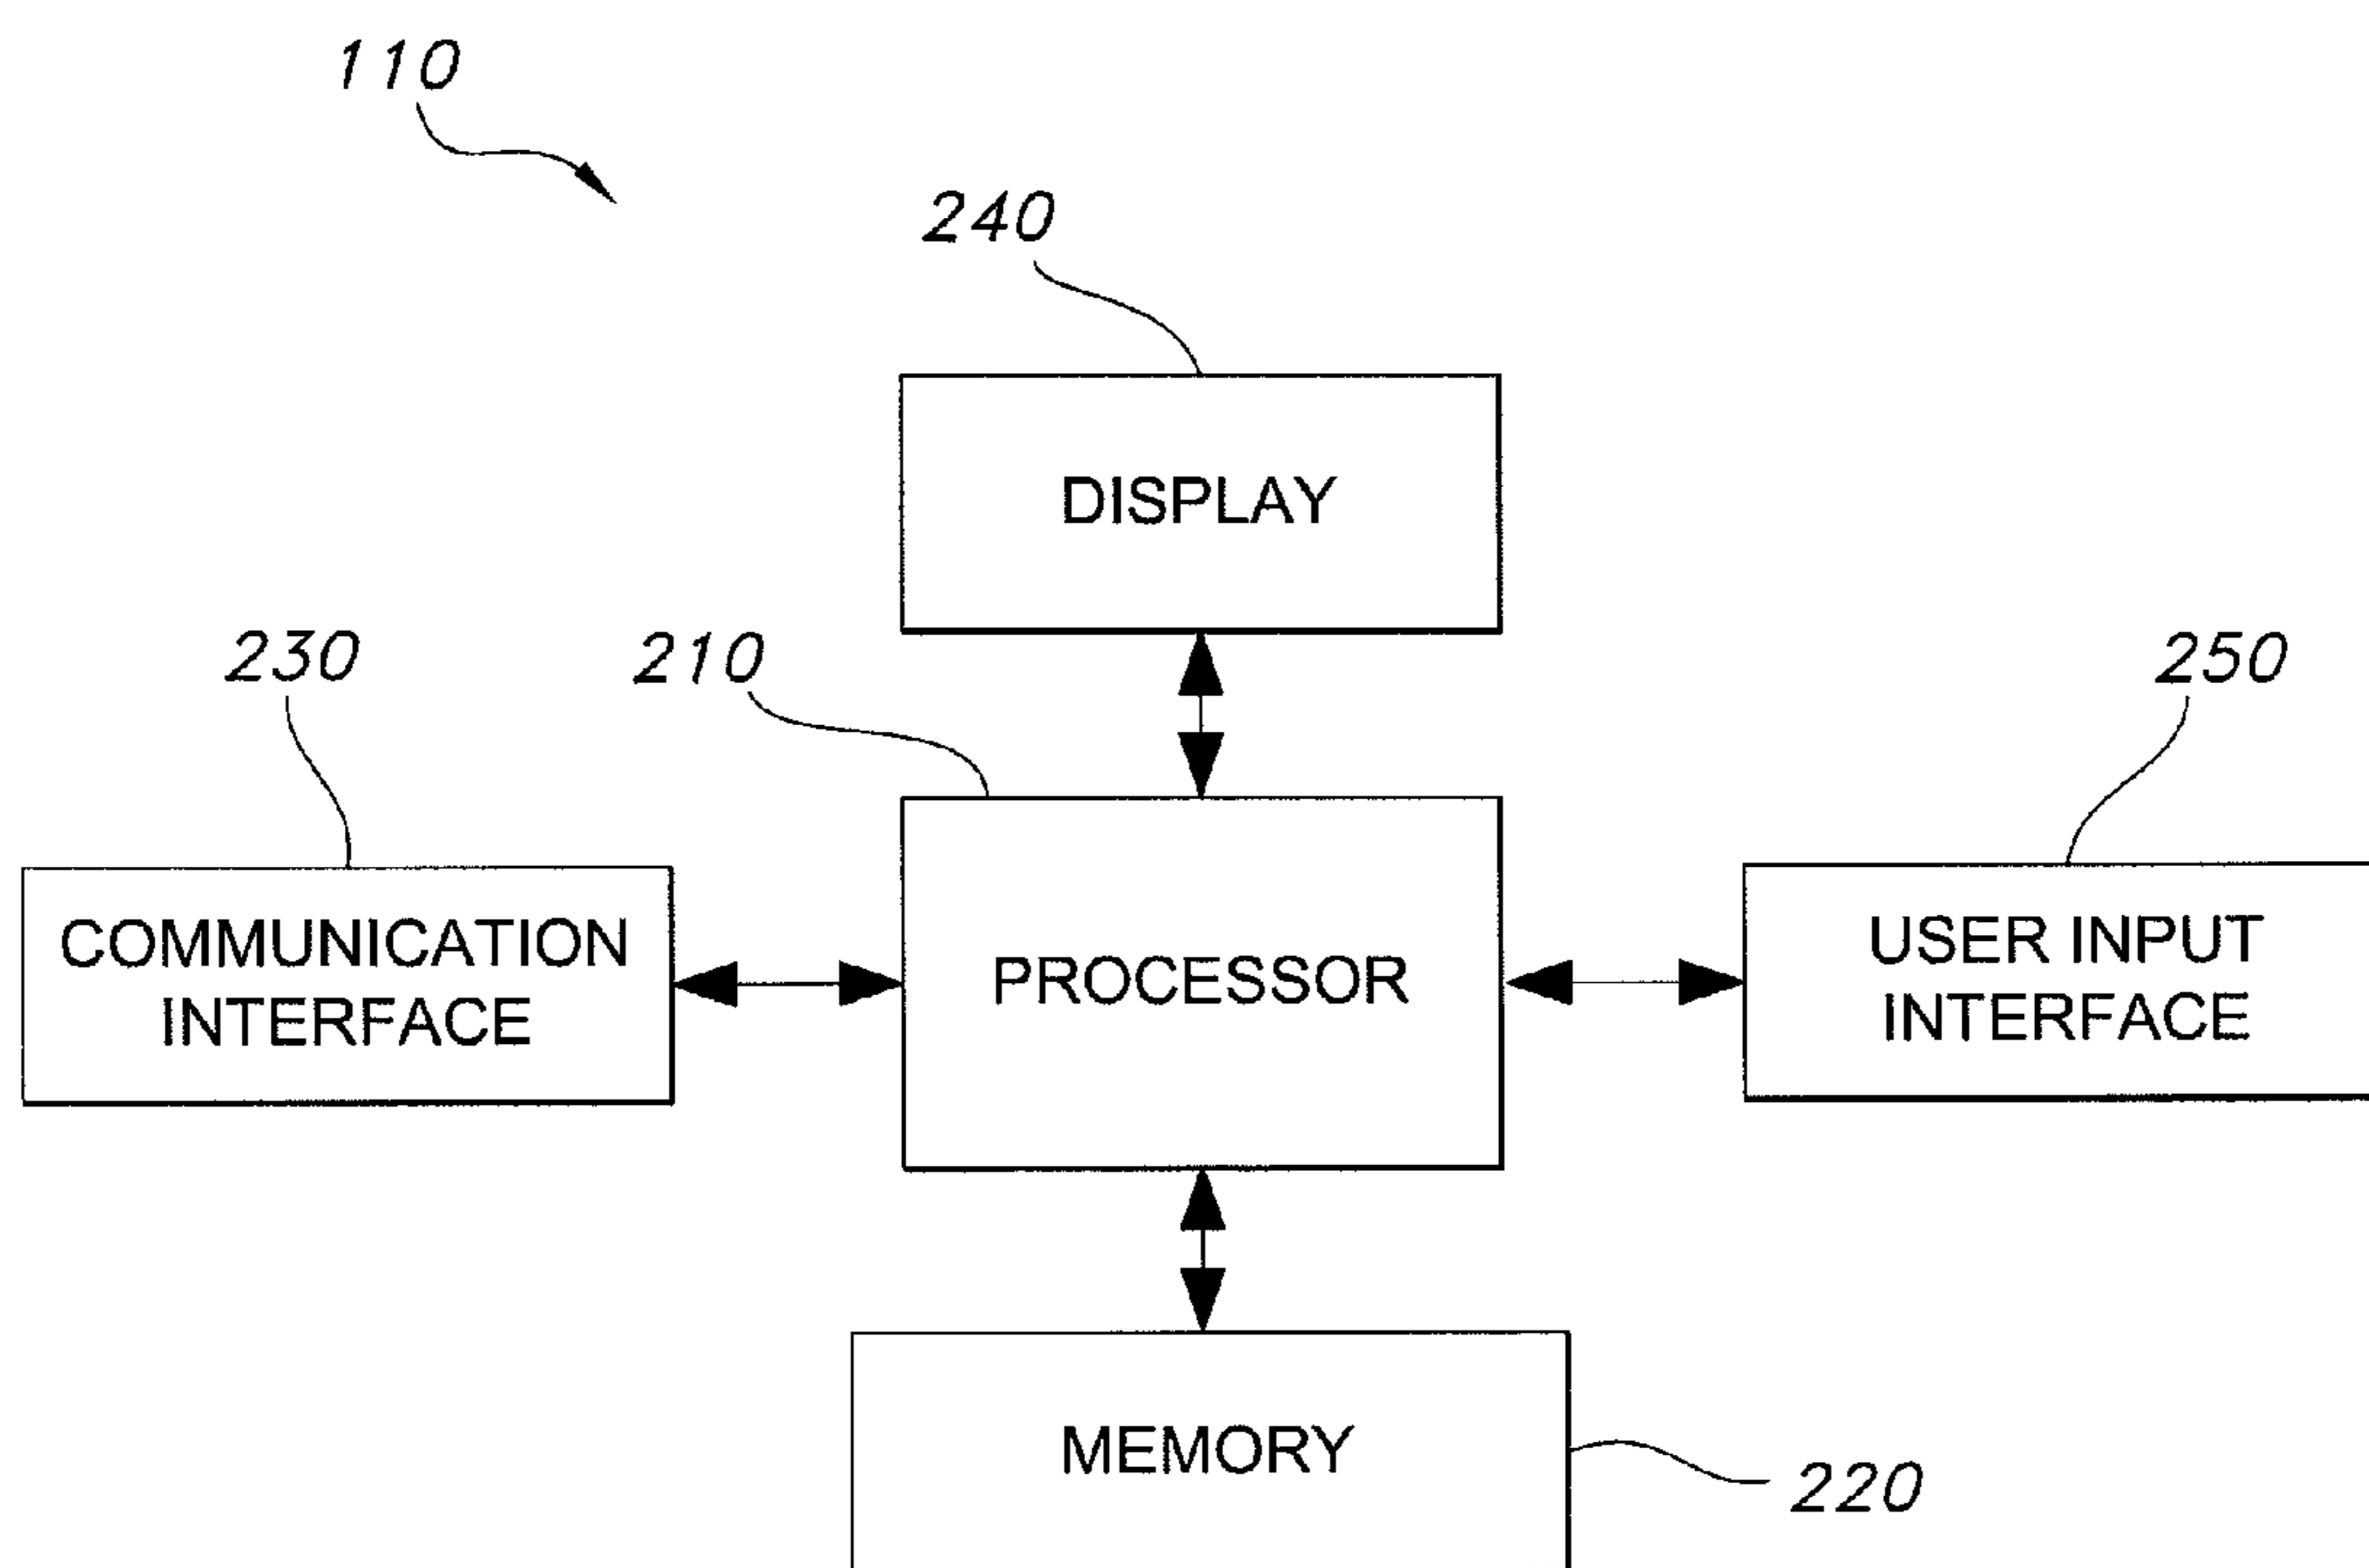 110
240
DISPLAY
230
210
250
COMMUNICATION
INTERFACE
PROCESSOR
USER INPUT
INTERFACE
MEMORY
220